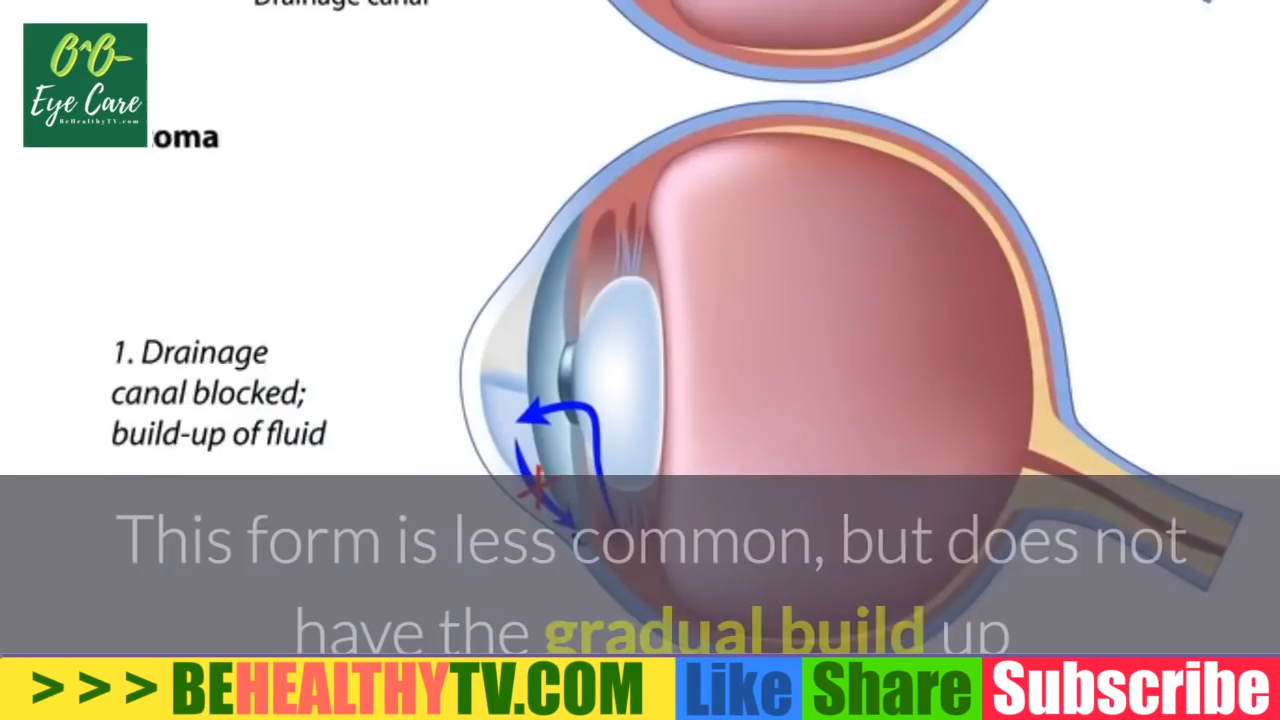 Drainage canal
B^B-
Eye Care
BeHealthyTV.com
oma
1. Drainage
canal blocked;
build-up of fluid
This form is less common, but does not
have the gradual build up
> > > BEHEALTHYTV.COM Like Share Subscribe